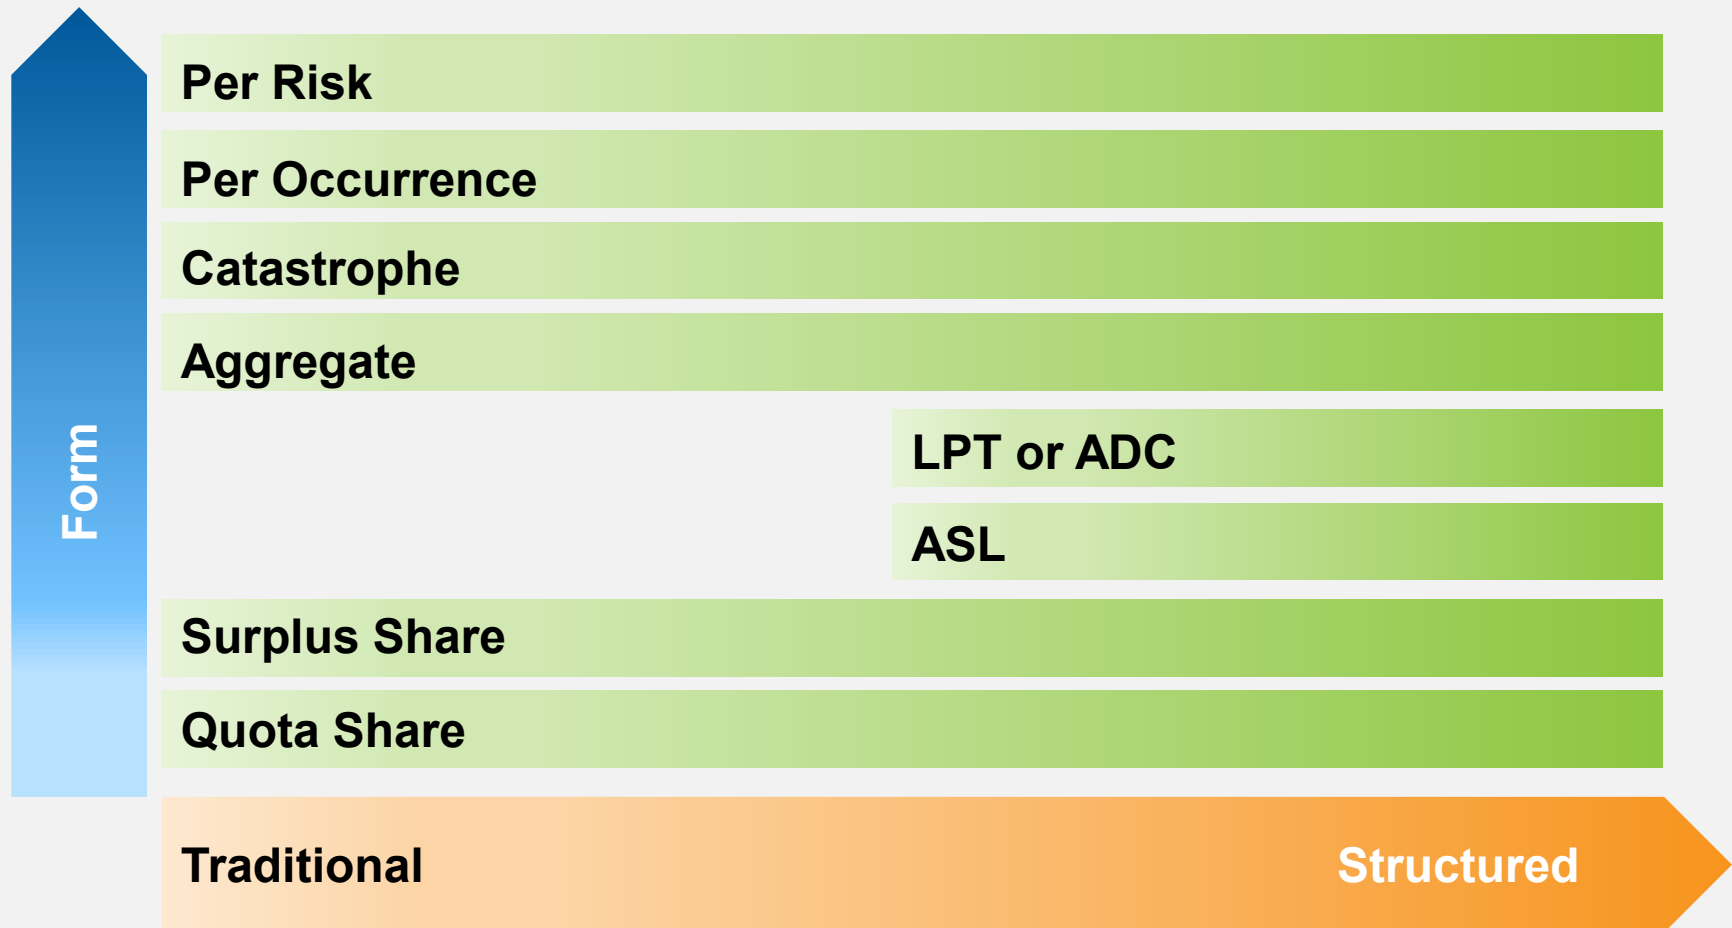 Per Risk
Per Occurrence
Catastrophe
Aggregate
LPT or ADC
ASL
Surplus Share
Quota Share
Form
Traditional
Structured